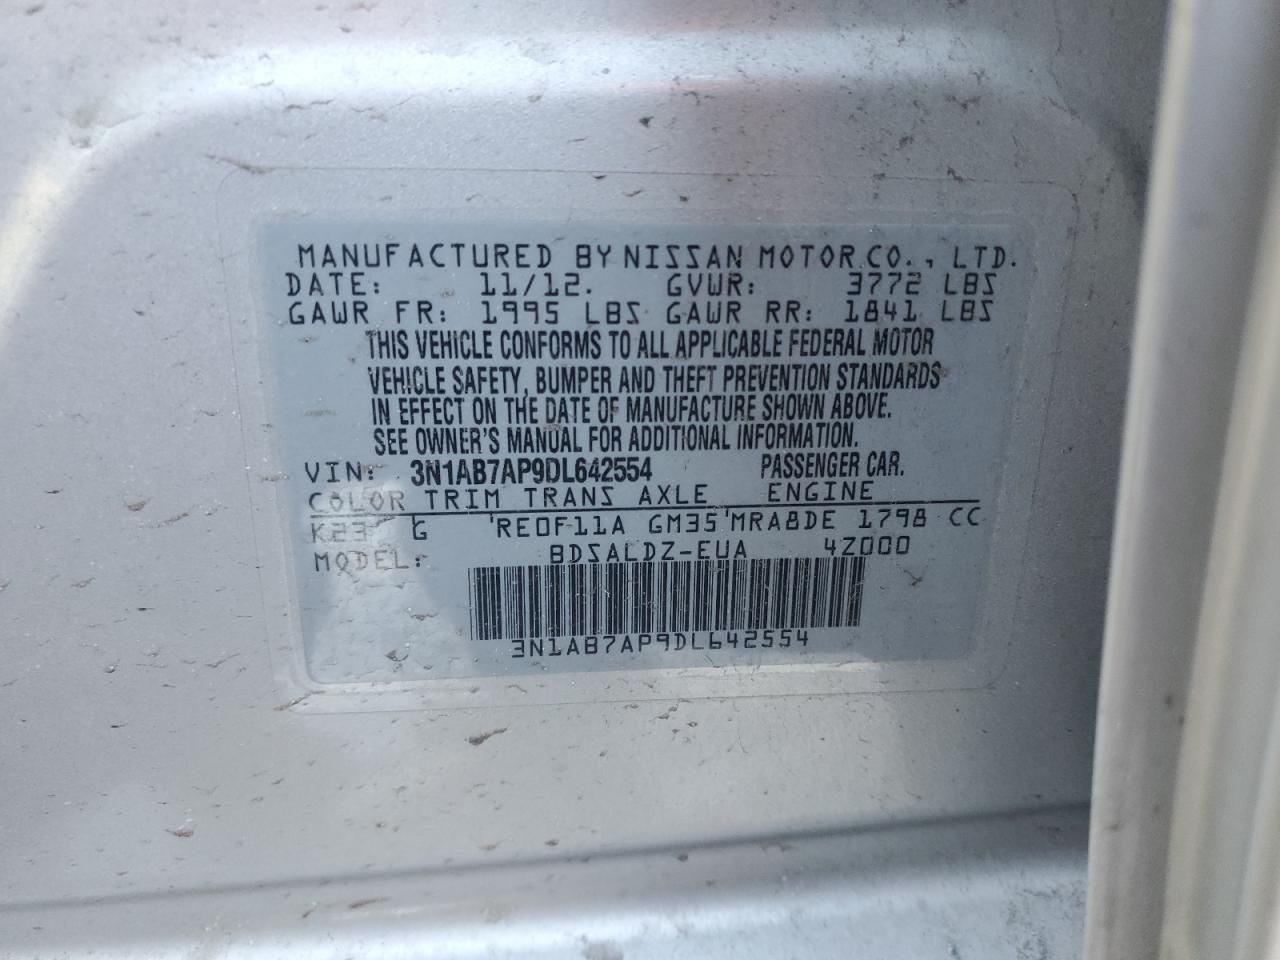 MANUFACTURED BY NISSAN MOTOR CO., LTD.
DATE: 11/12. GVWR: 3772 LBS
GAWR FR: 1995 LBS GAWR RR: 1841 LBS
THIS VEHICLE CONFORMS TO ALL APPLICABLE FEDERAL MOTOR
VEHICLE SAFETY, BUMPER AND THEFT PREVENTION STANDARDS
IN EFFECT ON THE DATE OF MANUFACTURE SHOWN ABOVE.
SEE OWNER'S MANUAL FOR ADDITIONAL INFORMATION.
VIN: 3N1AB7AP9DL642554 PASSENGER CAR.
COLOR TRIM TRANS AXLE ENGINE
K23 G RE0F11A GM35 MRA8DE 1798 CC
MODEL: BDSALDZ-EUA 4Z000
3N1AB7AP9DL642554